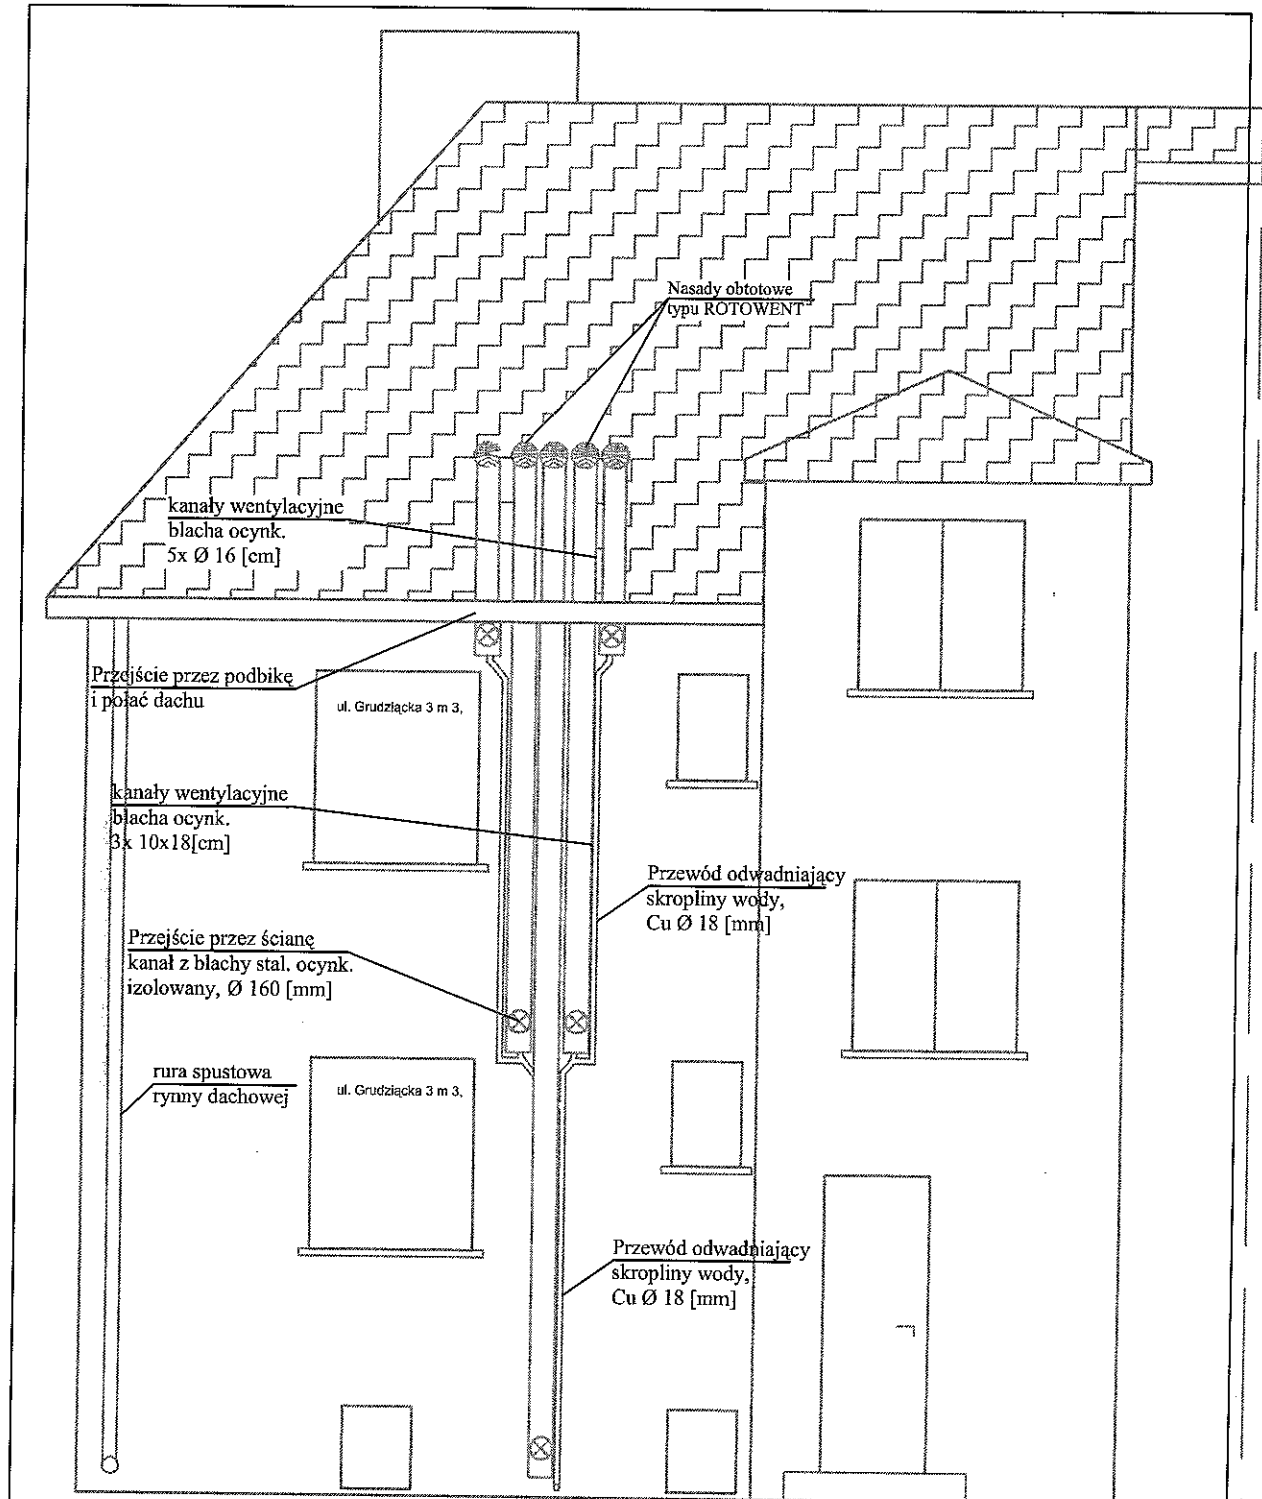 Nasady obtotowe
typu ROTOWENT
kanały wentylacyjne
blacha ocynk.
5x Ø 16 [cm]
Przejście przez podbikę
i połać dachu
ul. Grudziącka 3 m 3,
kanały wentylacyjne
blacha ocynk.
3x 10x18[cm]
Przewód odwadniający
skropliny wody,
Cu Ø 18 [mm]
Przejście przez ścianę
kanał z blachy stal. ocynk.
izolowany, Ø 160 [mm]
rura spustowa
rynny dachowej
ul. Grudziącka 3 m 3,
Przewód odwadniający
skropliny wody,
Cu Ø 18 [mm]